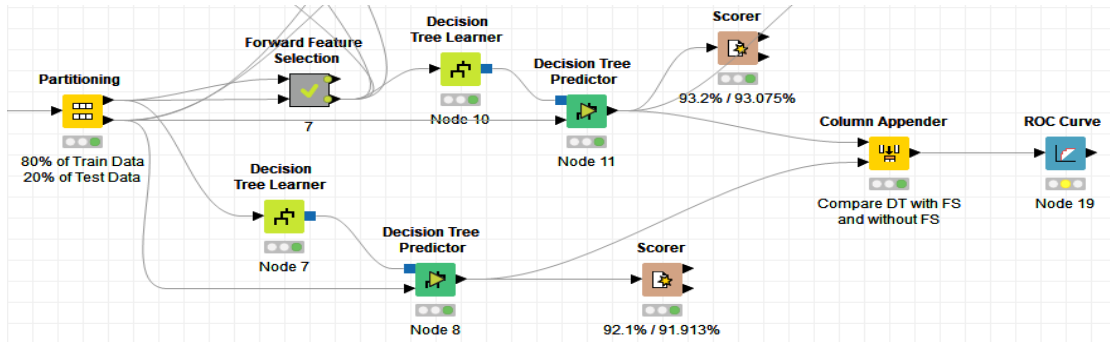 Scorer
93.2% / 93.075%
Decision
Tree Learner
Node 10
Forward Feature
Selection
7
Decision Tree
Predictor
Node 11
Partitioning
80% of Train Data
20% of Test Data
Column Appender
Compare DT with FS
and without FS
ROC Curve
Node 19
Decision
Tree Learner
Node 7
Decision Tree
Predictor
Node 8
Scorer
92.1% / 91.913%